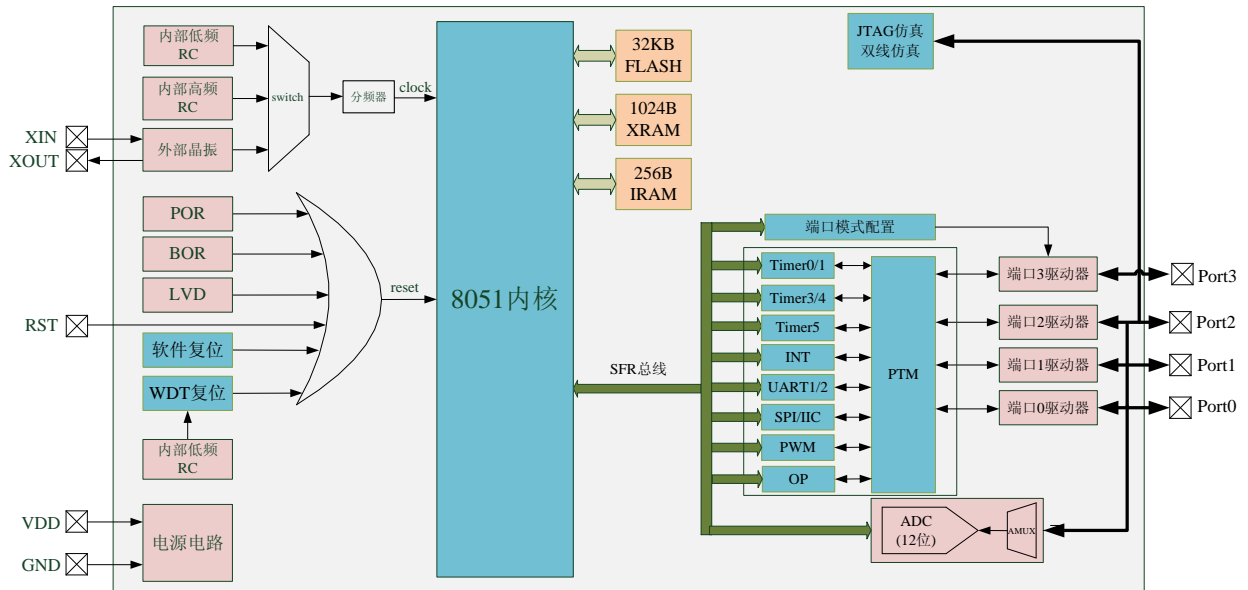 内部低频
RC
内部高频
RC
外部晶振
XIN
XOUT
switch
分频器
clock
POR
BOR
LVD
RST
软件复位
WDT复位
内部低频
RC
reset
VDD
GND
电源电路
8051内核
32KB
FLASH
1024B
XRAM
256B
IRAM
JTAG仿真
双线仿真
SFR总线
端口模式配置
Timer0/1
Timer3/4
Timer5
INT
UART1/2
SPI/IIC
PWM
OP
PTM
端口3驱动器
端口2驱动器
端口1驱动器
端口0驱动器
Port3
Port2
Port1
Port0
ADC
(12位)
AMUX